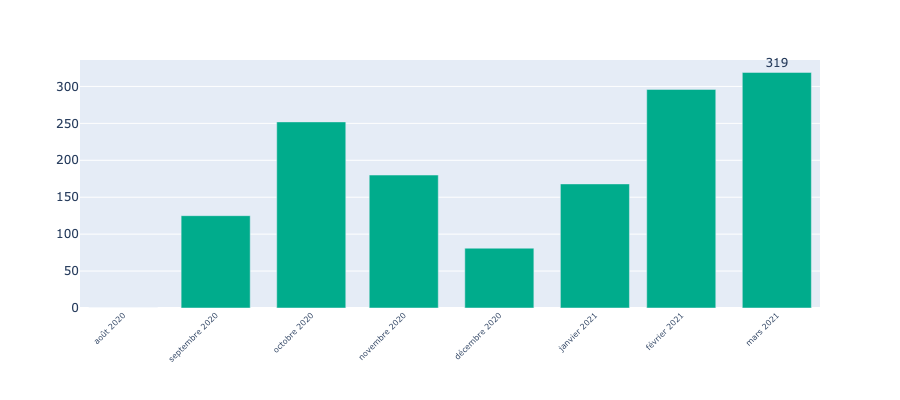 319
300
250
200
150
100
50
0
août 2020
septembre 2020
octobre 2020
novembre 2020
décembre 2020
janvier 2021
février 2021
mars 2021